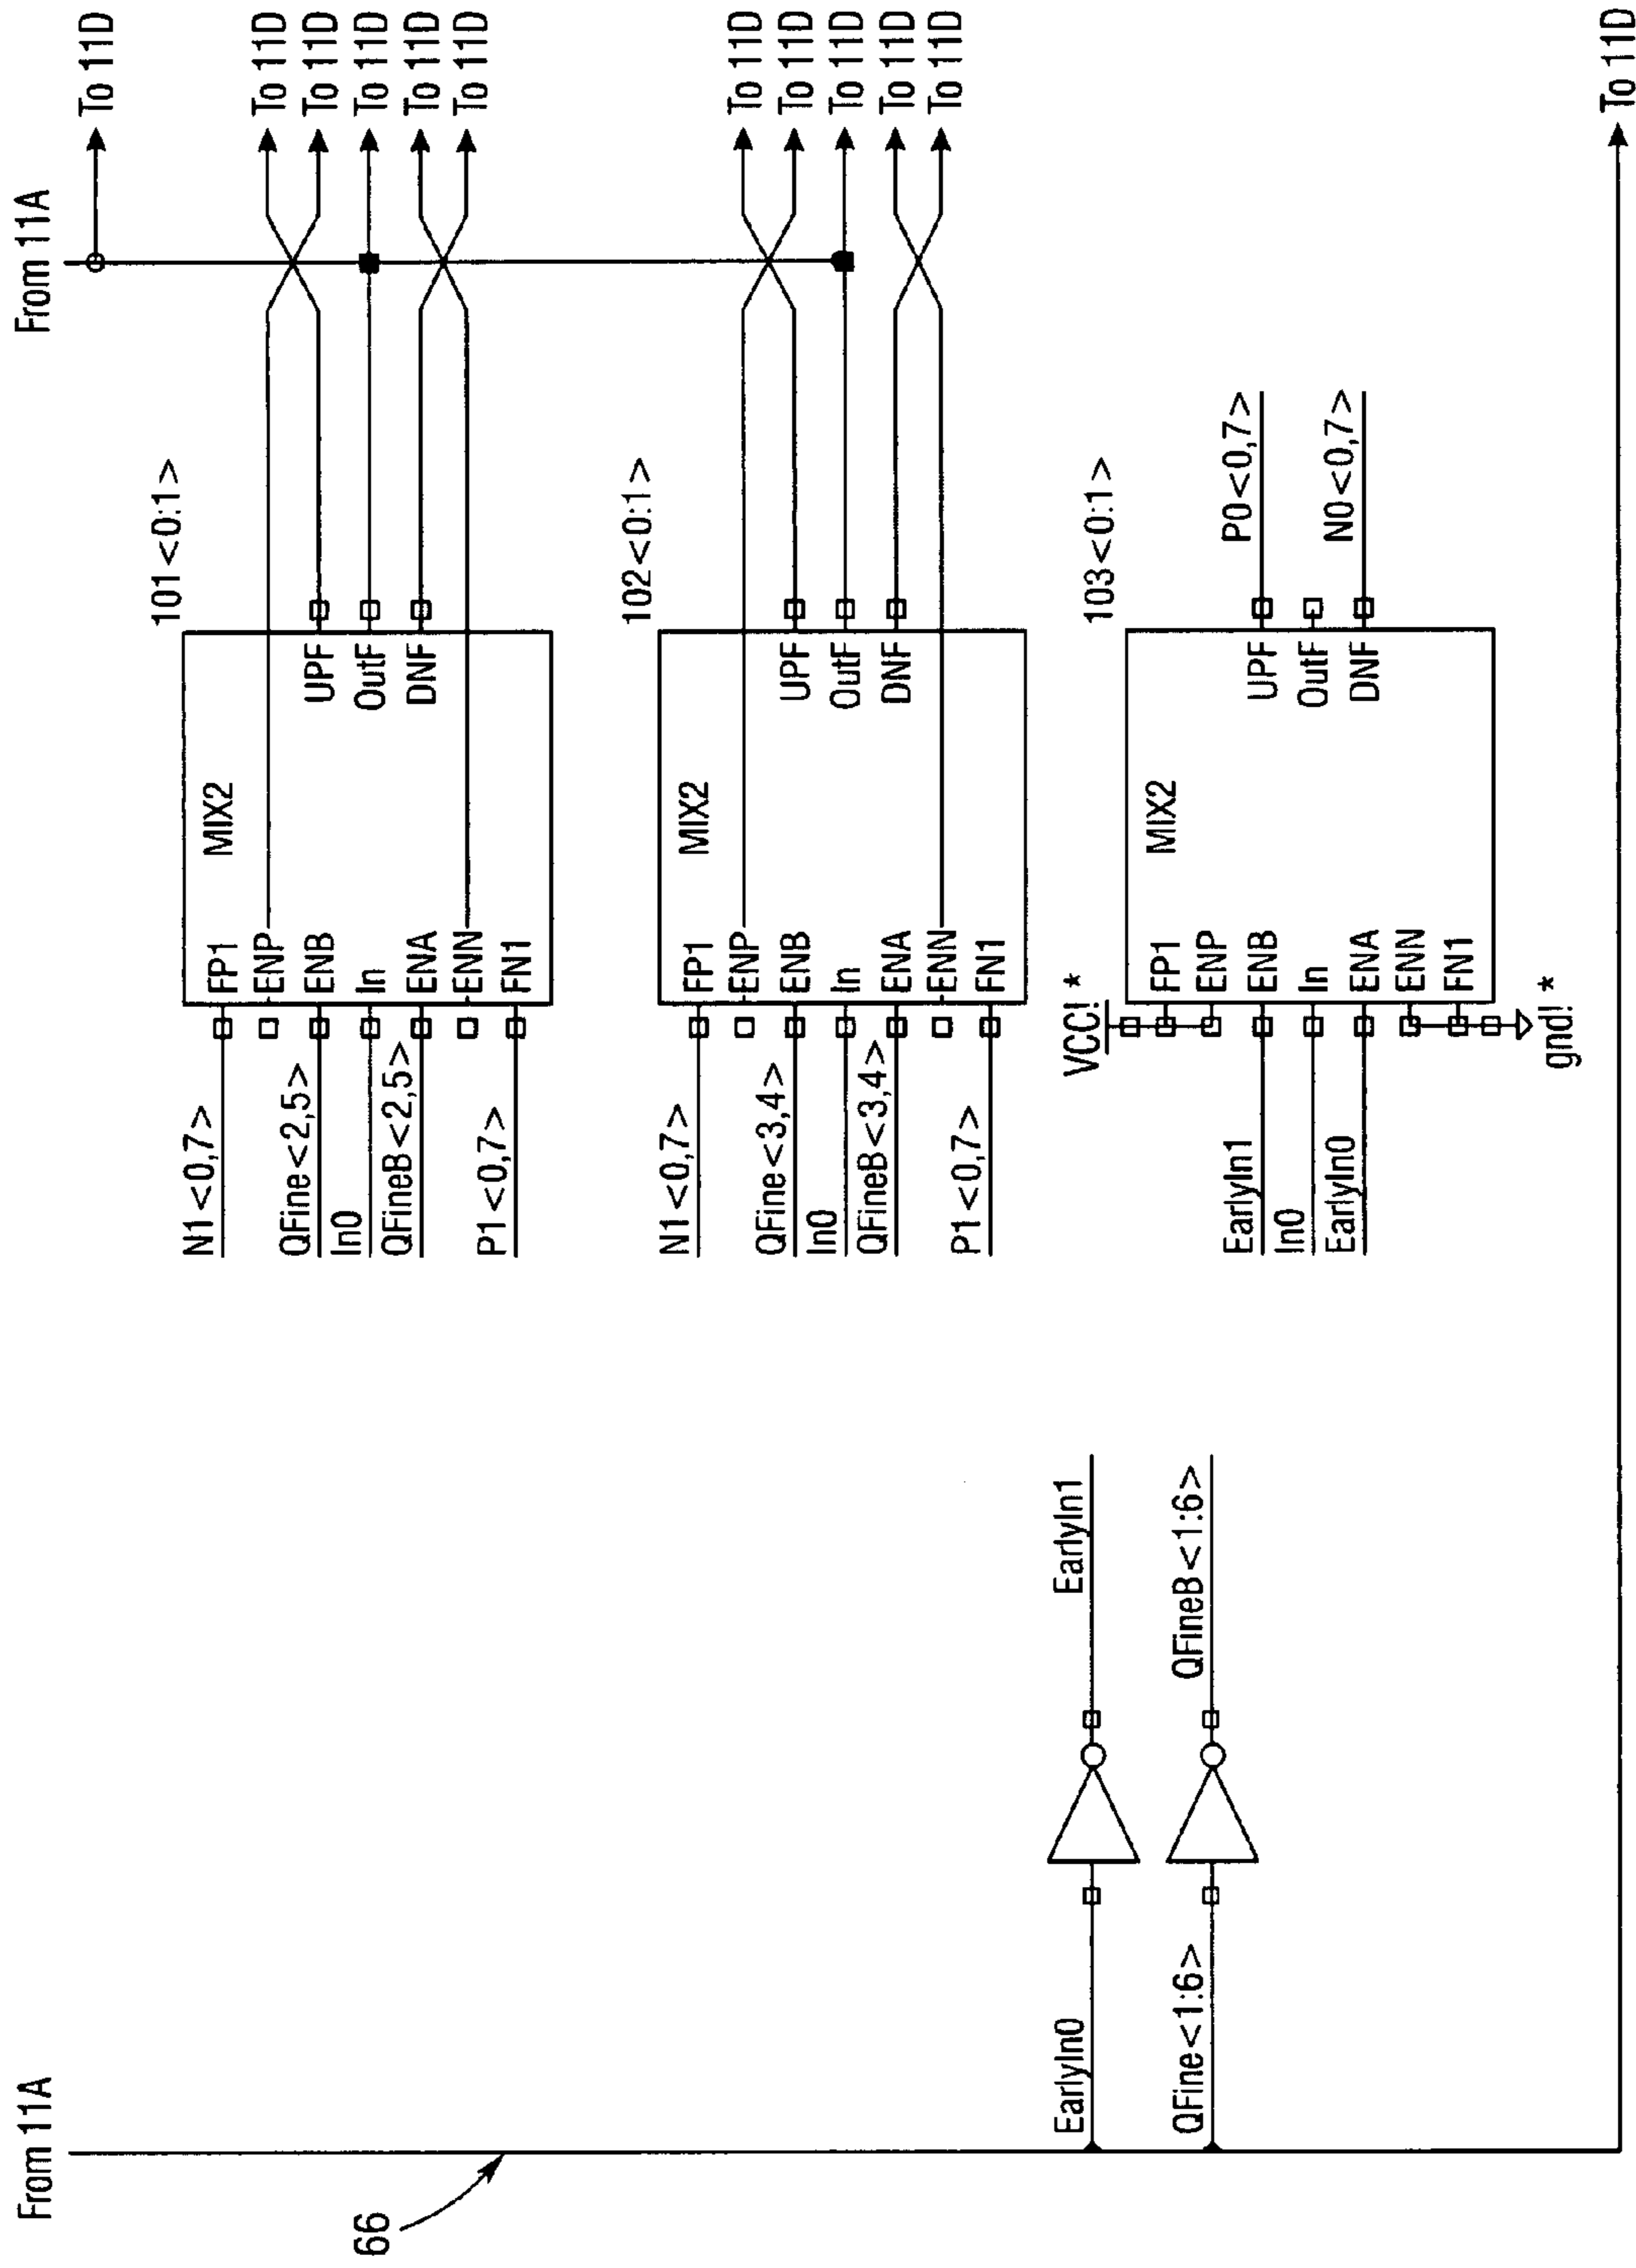 From 11A
66
EarlyIn0
EarlyIn1
QFine<1:6>
QFineB<1:6>
From 11A
To 11D
101<0:1>
MIX2
N1<0,7>
FP1
ENP
To 11D
QFine<2,5>
ENB
UPF
To 11D
In0
In
OutF
To 11D
QFineB<2,5>
ENA
DNF
To 11D
ENN
To 11D
P1<0,7>
FN1
102<0:1>
MIX2
N1<0,7>
FP1
ENP
To 11D
QFine<3,4>
ENB
UPF
To 11D
In0
In
OutF
To 11D
QFineB<3,4>
ENA
DNF
To 11D
ENN
To 11D
P1<0,7>
FN1
103<0:1>
MIX2
VCC! *
FP1
ENP
EarlyIn1
ENB
UPF
P0<0,7>
In0
In
OutF
EarlyIn0
ENA
DNF
N0<0,7>
ENN
FN1
gnd! *
To 11D